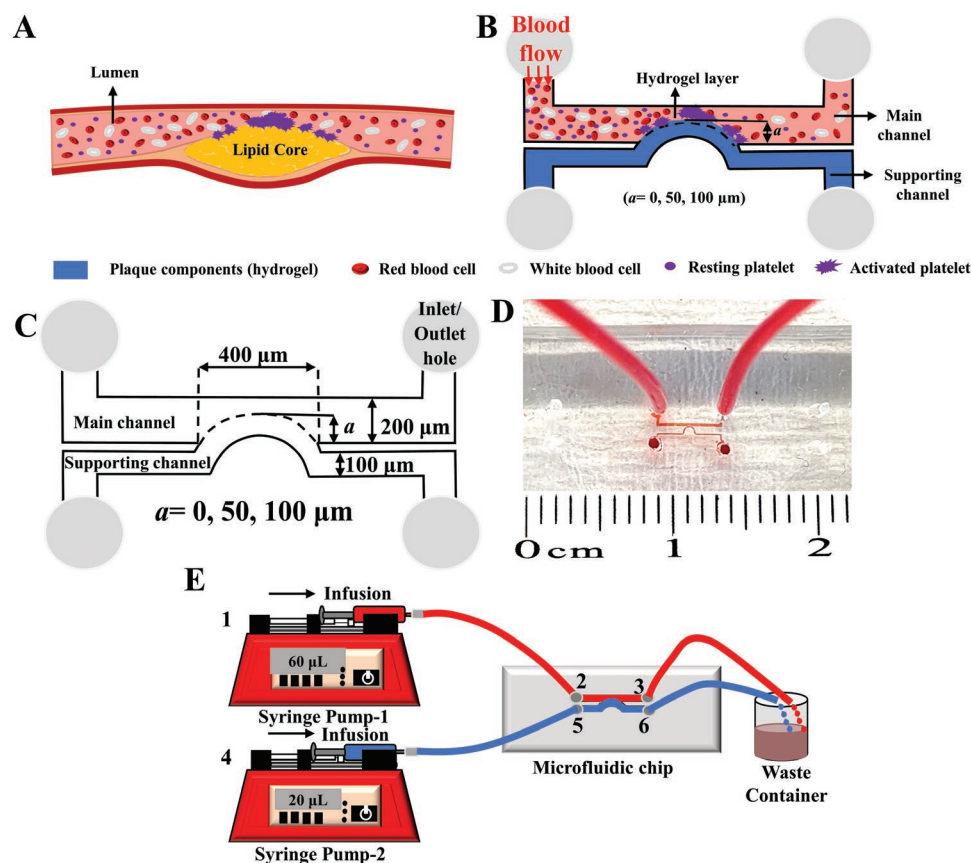 A
Lumen
Lipid Core
B
Blood
flow
Hydrogel layer
a
Main
channel
Supporting
channel
(a= 0, 50, 100 μm)
Plaque components (hydrogel)
Red blood cell
White blood cell
Resting platelet
Activated platelet
C
Inlet/
Outlet
hole
400 μm
Main channel
a
200 μm
Supporting channel
100 μm
a= 0, 50, 100 μm
D
0 cm
1
2
E
Infusion
1
60 μL
Syringe Pump-1
Infusion
4
20 μL
Syringe Pump-2
2
3
5
6
Microfluidic chip
Waste
Container